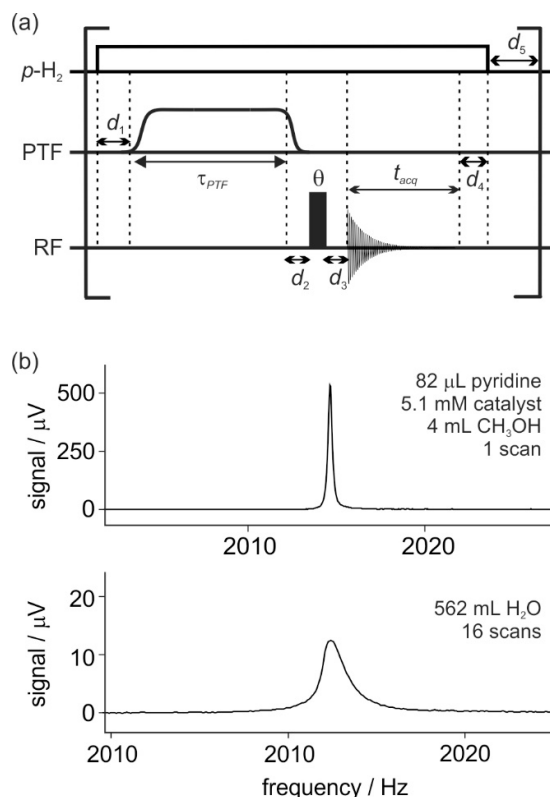 (a)
p-H2
d1
d5
PTF
τPTF
θ
tacq
d4
RF
d2
d3
(b)
signal / μV
500
250
0
82 μL pyridine
5.1 mM catalyst
4 mL CH3OH
1 scan
2010
2020
signal / μV
20
10
0
562 mL H2O
16 scans
2010
2012
2020
frequency / Hz